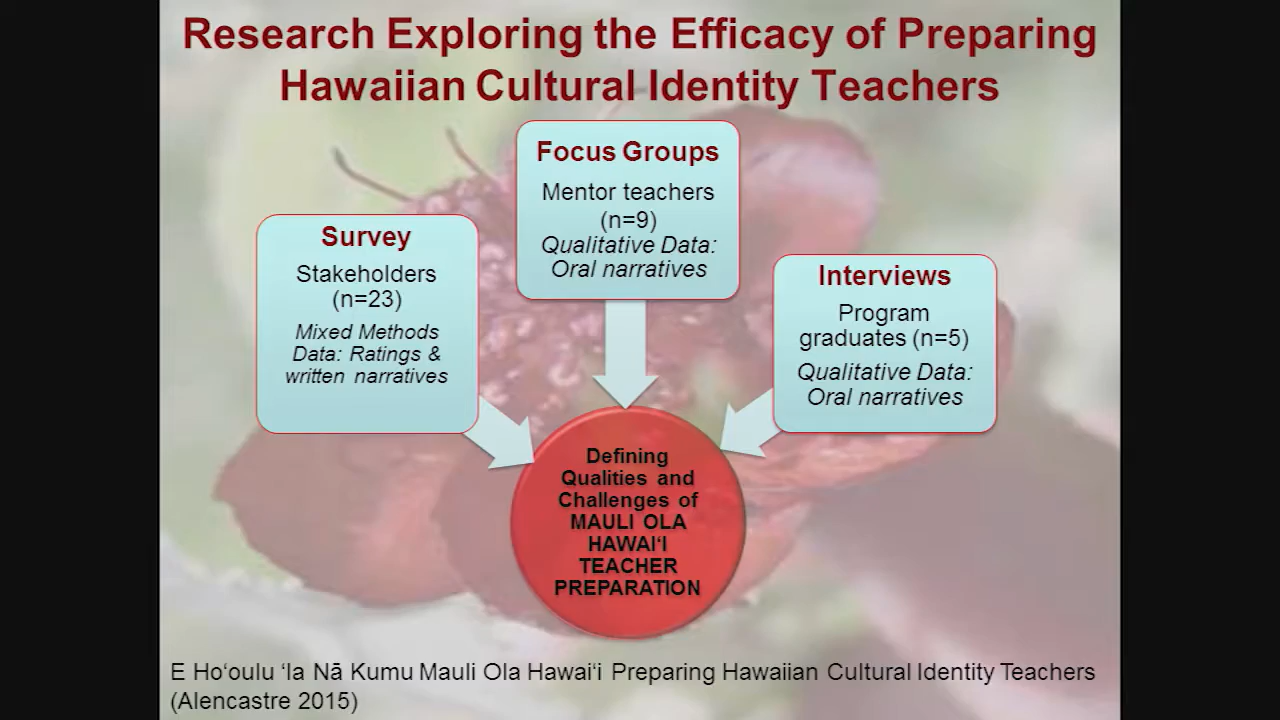 Research Exploring the Efficacy of Preparing
Hawaiian Cultural Identity Teachers
Survey
Stakeholders
(n=23)
Mixed Methods
Data: Ratings &
written narratives
Focus Groups
Mentor teachers
(n=9)
Qualitative Data:
Oral narratives
Interviews
Program
graduates (n=5)
Qualitative Data:
Oral narratives
Defining
Qualities and
Challenges of
MAULI OLA
HAWAIʻI
TEACHER
PREPARATION
E Hoʻoulu ʻIa Nā Kumu Mauli Ola Hawaiʻi Preparing Hawaiian Cultural Identity Teachers
(Alencastre 2015)